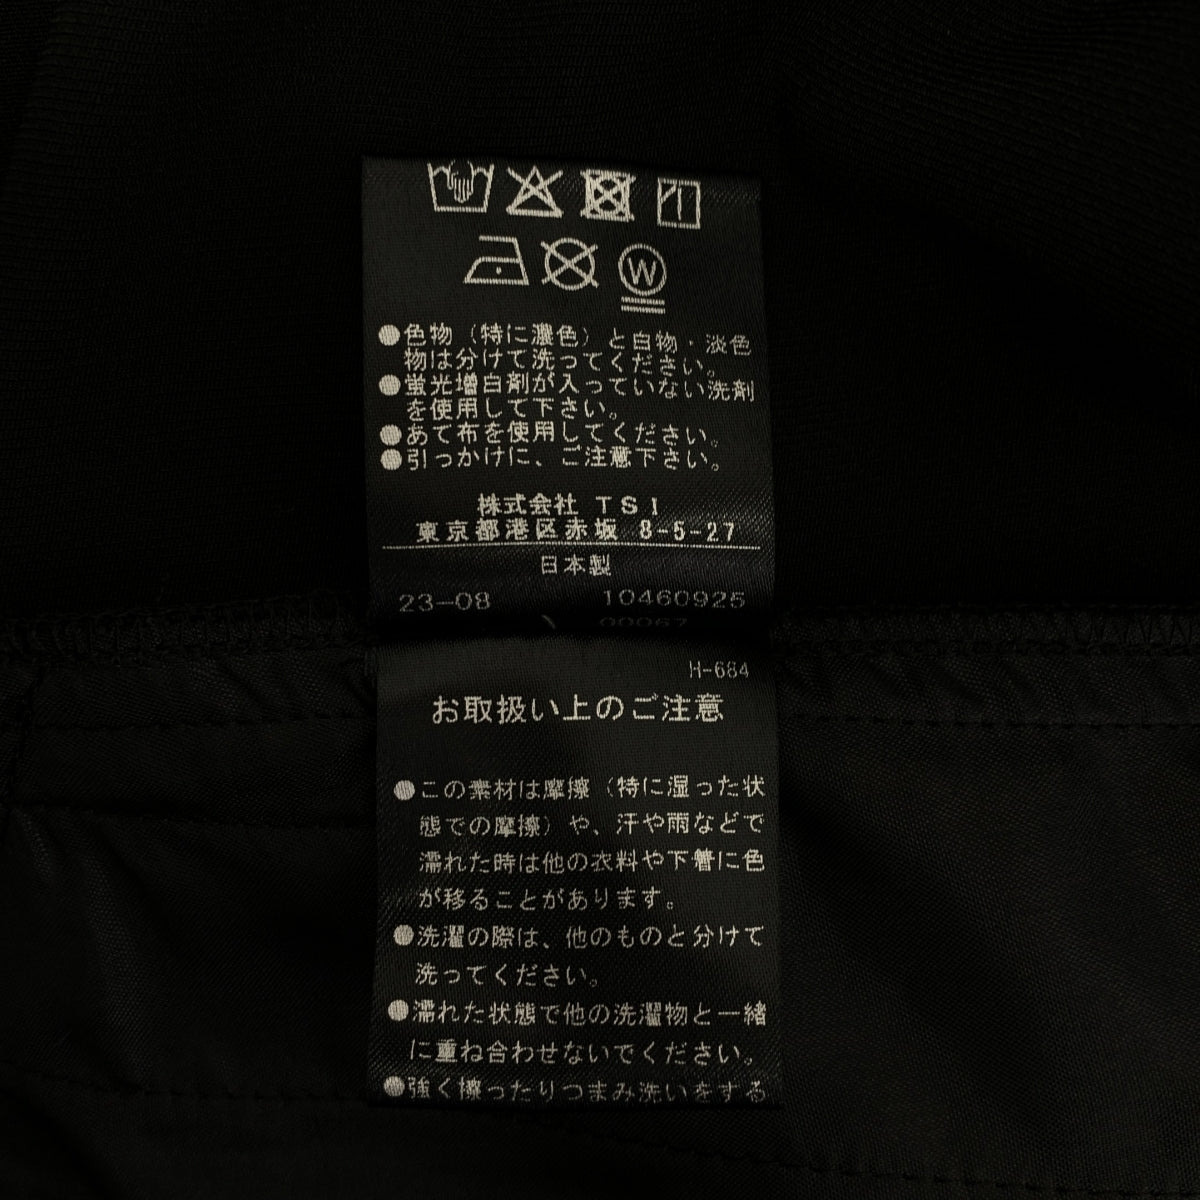 W
●色物（特に濃色）と白物・淡色
物は分けて洗ってください。
●蛍光増白剤が入っていない洗剤
を使用して下さい。
●あて布を使用してください。
●引っかけに、ご注意下さい。
株式会社 TSI
東京都港区赤坂 8-5-27
日本製
23-08 10460925
00067
H-684
お取扱い上のご注意
●この素材は摩擦（特に湿った状
態での摩擦）や、汗や雨などで
濡れた時は他の衣料や下着に色
が移ることがあります。
●洗濯の際は、他のものと分けて
洗ってください。
●濡れた状態で他の洗濯物と一緒
に重ね合わせないでください。
●強く擦ったりつまみ洗いをする